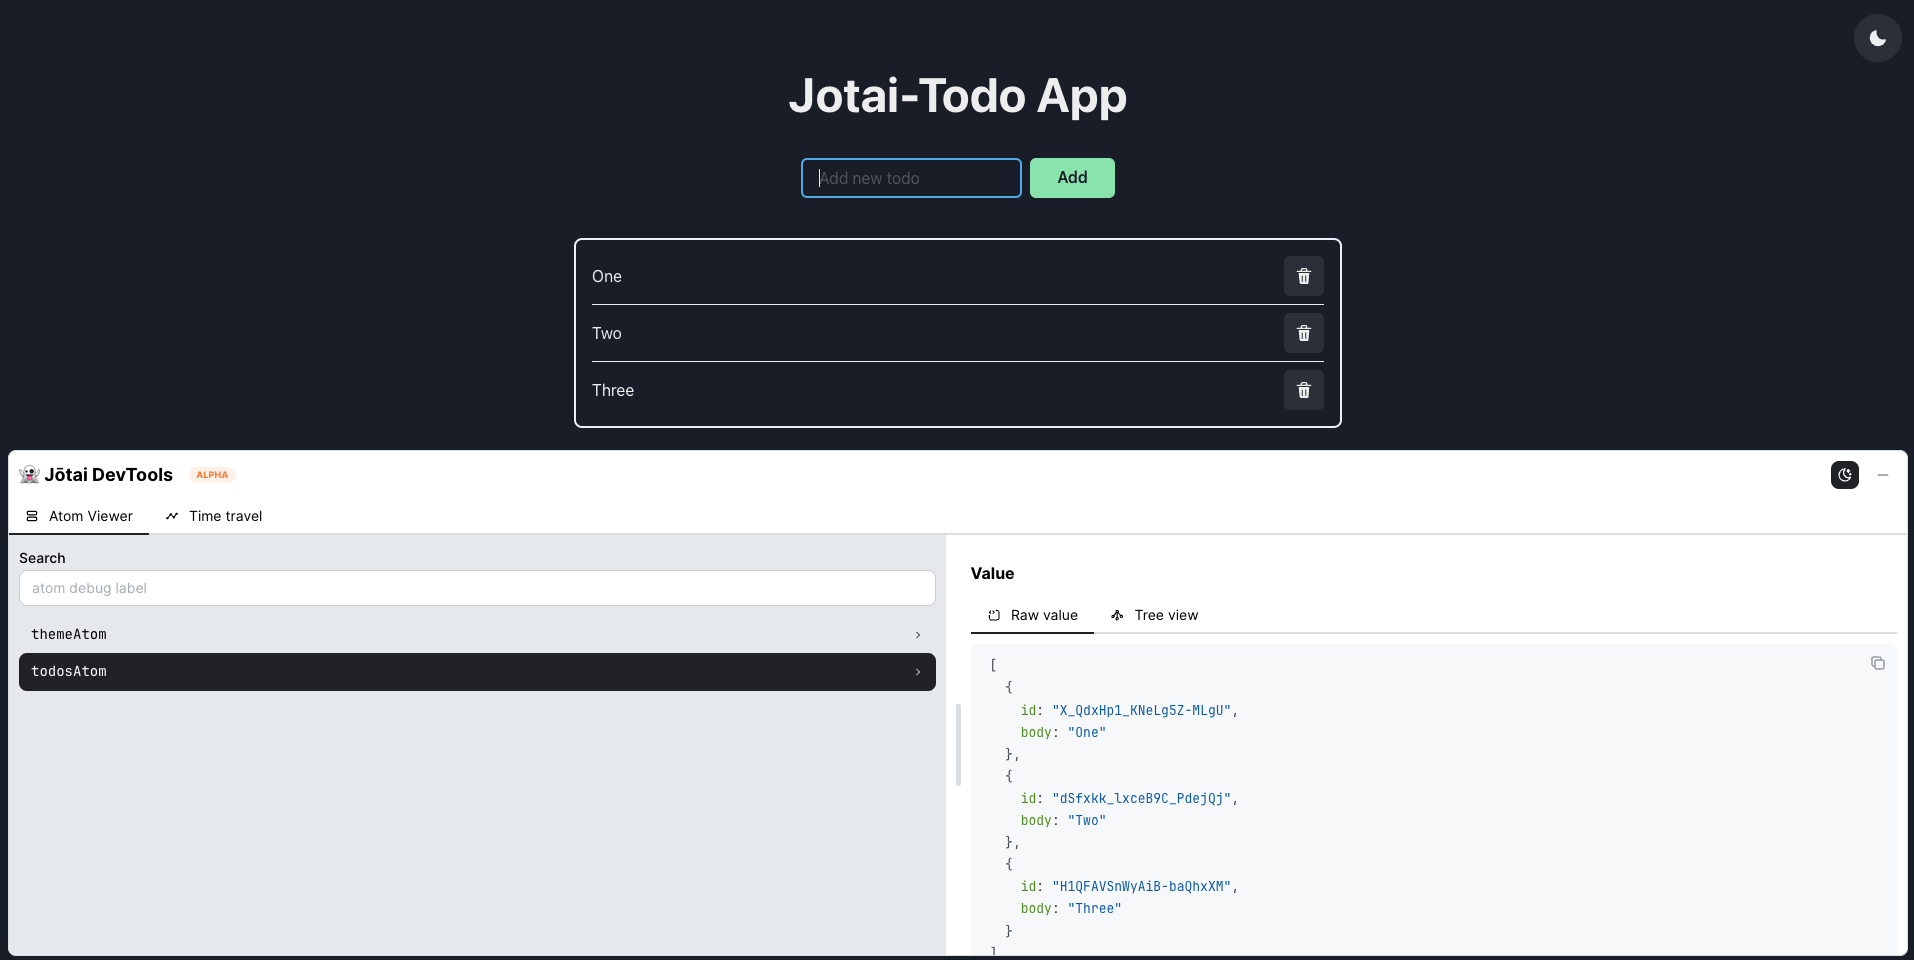 Jotai-Todo App
Add new todo
Add
One
Two
Three
Jōtai DevTools
ALPHA
Atom Viewer
Time travel
Search
atom debug label
themeAtom
todosAtom
Value
Raw value
Tree view
[
{
id: "X_QdxHp1_KNeLg5Z-MLgU",
body: "One"
},
{
id: "dSfxkk_lxceB9C_PdejQj",
body: "Two"
},
{
id: "H1QFAVSnWyAiB-baQhxXM",
body: "Three"
}
]